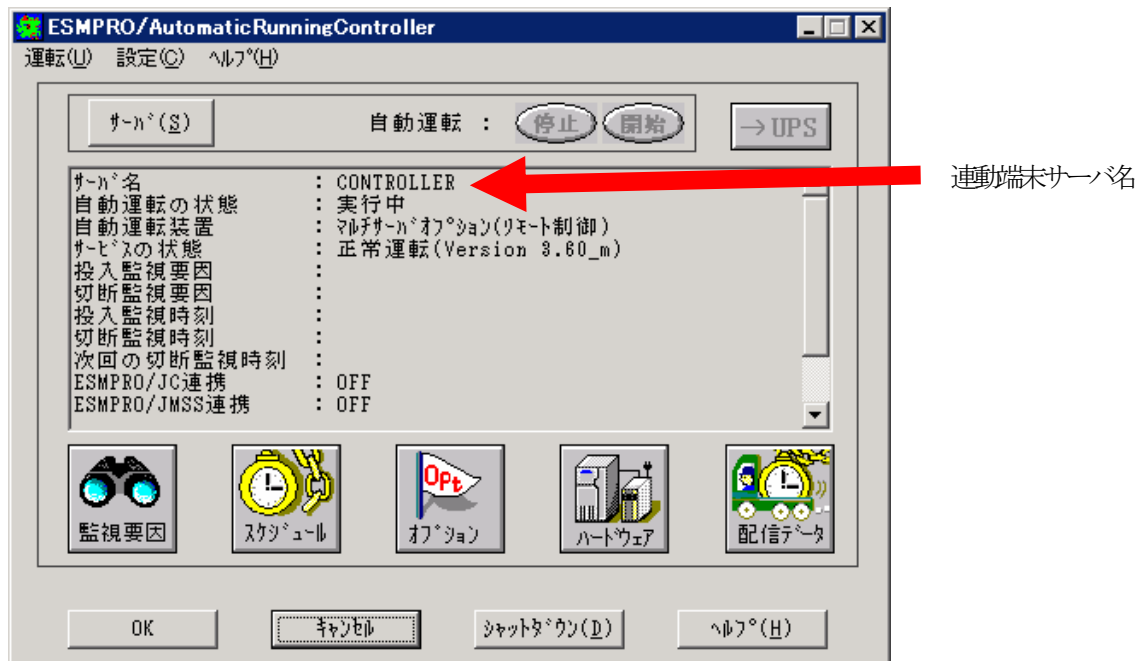 ESMPRO/AutomaticRunningController
運転(U) 設定(C) ﾍﾙﾌﾟ(H)
ｻｰﾊﾞ(S) 自動運転 : 停止 開始 →UPS
ｻｰﾊﾞ名 : CONTROLLER
連動端末サーバ名
自動運転の状態 : 実行中
自動運転装置 : ﾏﾙﾁｻｰﾊﾞｵﾌﾟｼｮﾝ(ﾘﾓｰﾄ制御)
ｻｰﾋﾞｽの状態 : 正常運転(Version 3.60_m)
投入監視要因 :
切断監視要因 :
投入監視時刻 :
切断監視時刻 :
次回の切断監視時刻 :
ESMPRO/JC連携 : OFF
ESMPRO/JMSS連携 : OFF
Opt
監視要因 ｽｹｼﾞｭｰﾙ ｵﾌﾟｼｮﾝ ﾊｰﾄﾞｳｪｱ 配信ﾃﾞｰﾀ
OK ｷｬﾝｾﾙ ｼｬｯﾄﾀﾞｳﾝ(D) ﾍﾙﾌﾟ(H)